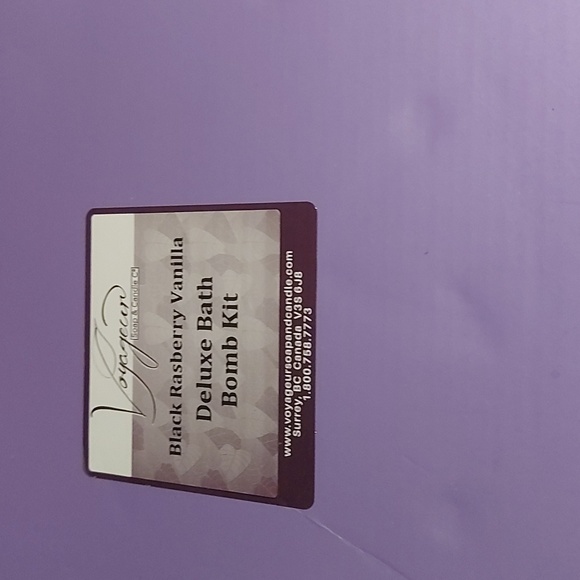 Voyageur
Soap & Candle Co
Black Rasberry Vanilla
Deluxe Bath
Bomb Kit
www.voyageursoapandcandle.com
Surrey, BC Canada V3S 6J8
1.800.758.7773